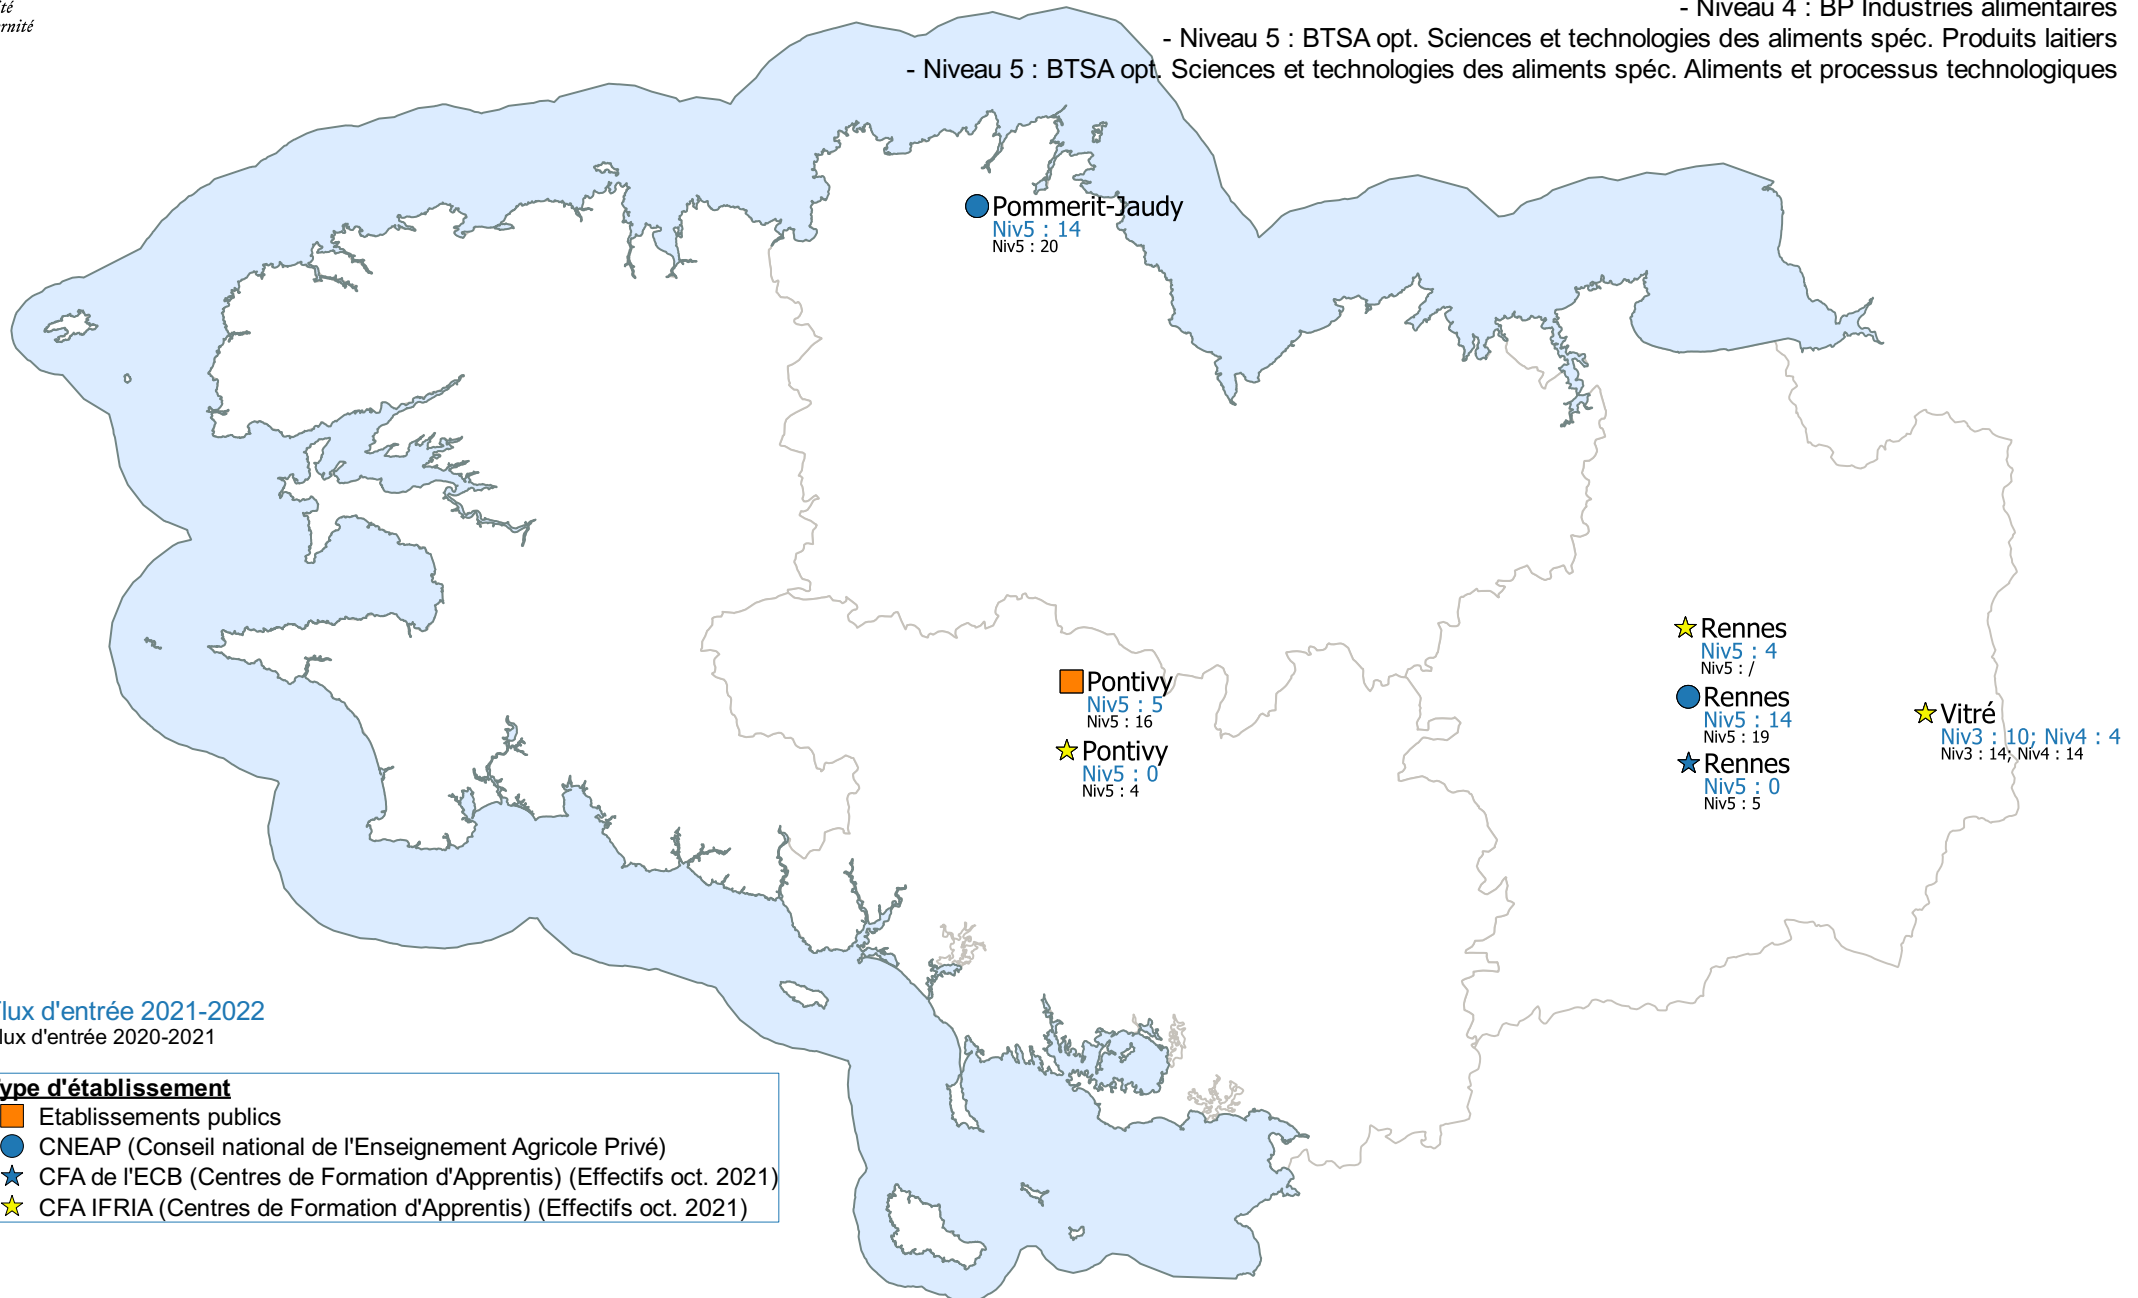 - Niveau 4 : BP Industries alimentaires
- Niveau 5 : BTSA opt. Sciences et technologies des aliments spéc. Produits laitiers
- Niveau 5 : BTSA opt. Sciences et technologies des aliments spéc. Aliments et processus technologiques
Pommerit-Jaudy
Niv5 : 14
Niv5 : 20
Rennes
Niv5 : 4
Niv5 : /
Pontivy
Niv5 : 5
Niv5 : 16
Rennes
Niv5 : 14
Niv5 : 19
Vitré
Niv3 : 10; Niv4 : 4
Niv3 : 14; Niv4 : 14
Pontivy
Niv5 : 0
Niv5 : 4
Rennes
Niv5 : 0
Niv5 : 5
lux d'entrée 2021-2022
lux d'entrée 2020-2021
ype d'établissement
Etablissements publics
CNEAP (Conseil national de l'Enseignement Agricole Privé)
CFA de l'ECB (Centres de Formation d'Apprentis) (Effectifs oct. 2021)
CFA IFRIA (Centres de Formation d'Apprentis) (Effectifs oct. 2021)